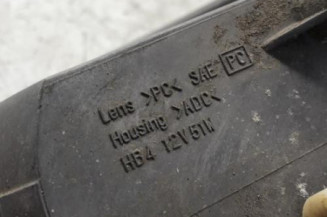 Lens >PC< SAE PC
Housing >ADC<
HB4 12V51W